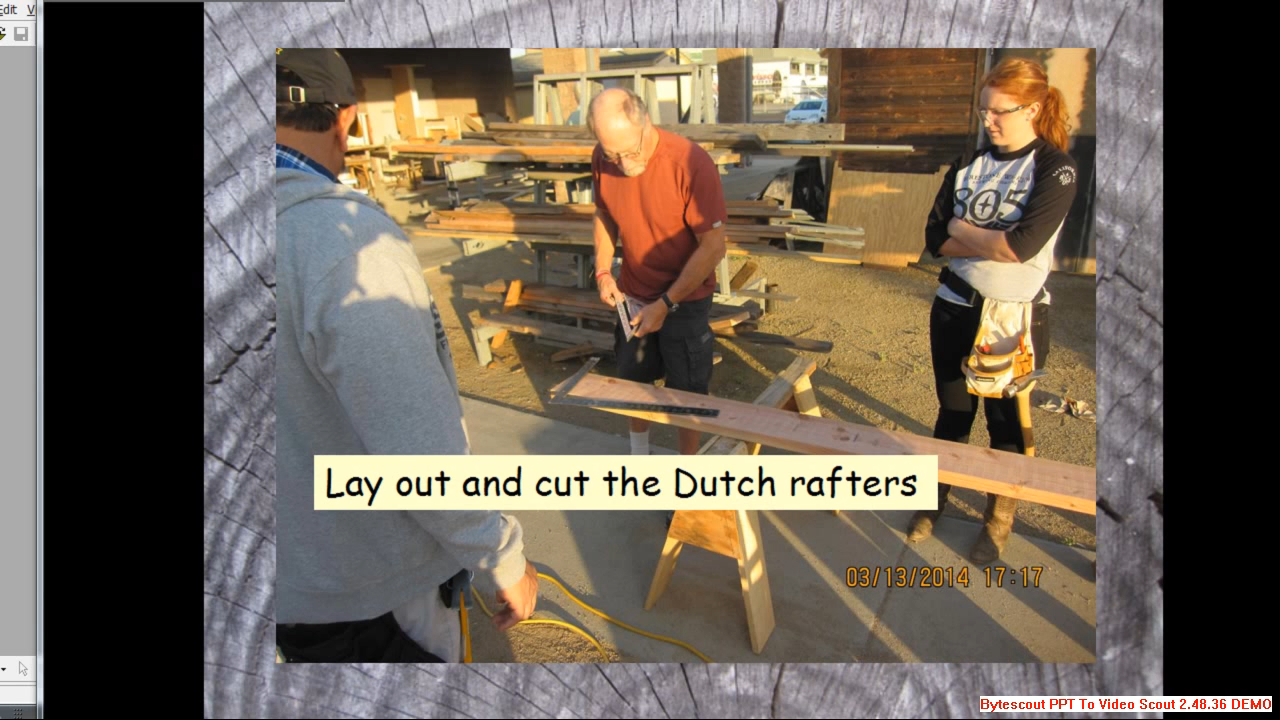 Edit
805
Lay out and cut the Dutch rafters
03/13/2014 17:17
Bytescout PPT To Video Scout 2.48.36 DEMO